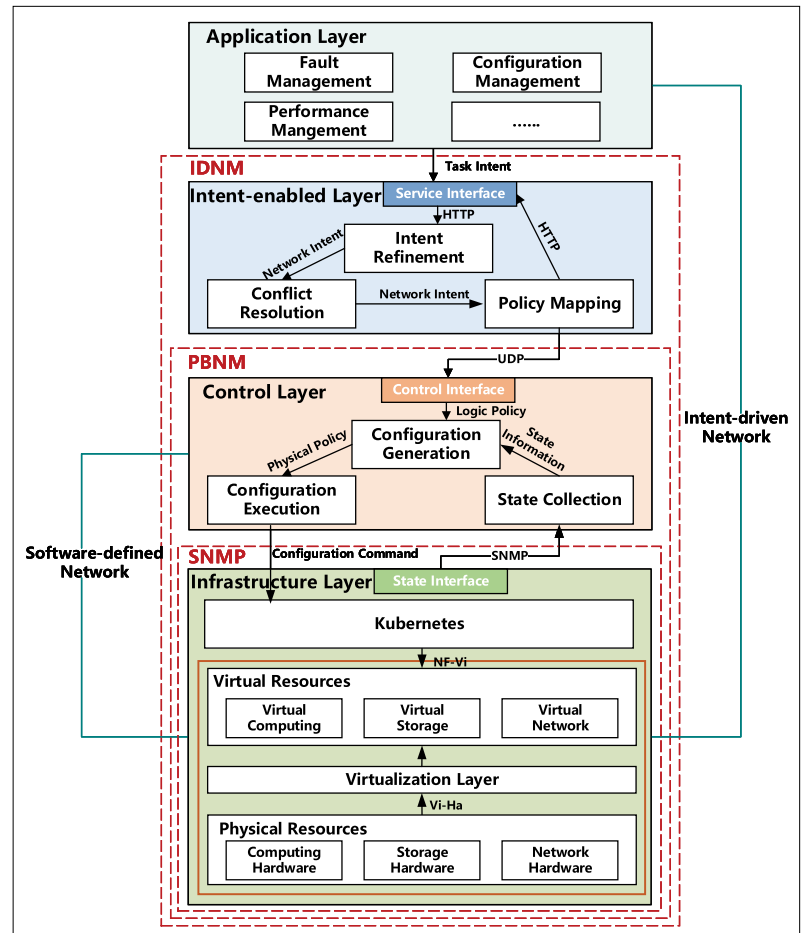 Application Layer
Fault
Management
Configuration
Management
Performance
Mangement
......
Task Intent
IDNM
Intent-enabled Layer
Service Interface
HTTP
Intent
Refinement
HTTP
Network Intent
Conflict
Resolution
Network Intent
Policy Mapping
UDP
PBNM
Control Layer
Control Interface
Logic Policy
Configuration
Generation
State
Information
Physical Policy
Configuration
Execution
State Collection
Intent-driven
Network
Software-defined
Network
SNMP
Configuration Command
SNMP
Infrastructure Layer
State Interface
Kubernetes
NF-Vi
Virtual Resources
Virtual
Computing
Virtual
Storage
Virtual
Network
Virtualization Layer
Vi-Ha
Physical Resources
Computing
Hardware
Storage
Hardware
Network
Hardware